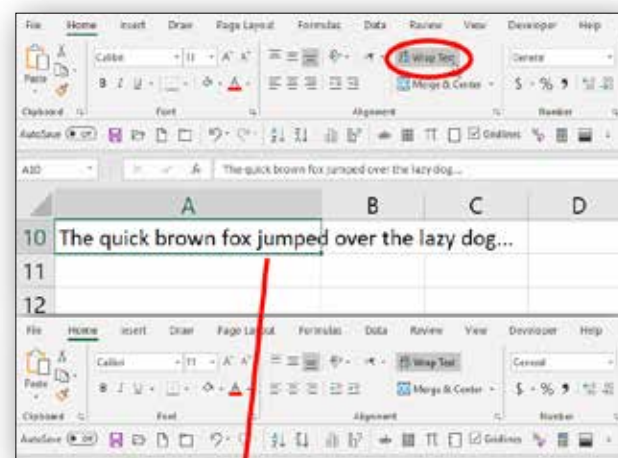 File Home Insert Draw Page Layout Formulas Data Review View Developer Help
Calibri 11 A A Wrap Text General
Paste B I U A Merge & Center $ % 9
Clipboard Font Alignment Number
AutoSave Off Gridlines
A10 fx The quick brown fox jumped over the lazy dog...
A B C D
10 The quick brown fox jumped over the lazy dog...
11
12
File Home Insert Draw Page Layout Formulas Data Review View Developer Help
Calibri 11 A A Wrap Text General
Paste B I U A Merge & Center $ % 9
Clipboard Font Alignment Number
AutoSave Off Gridlines